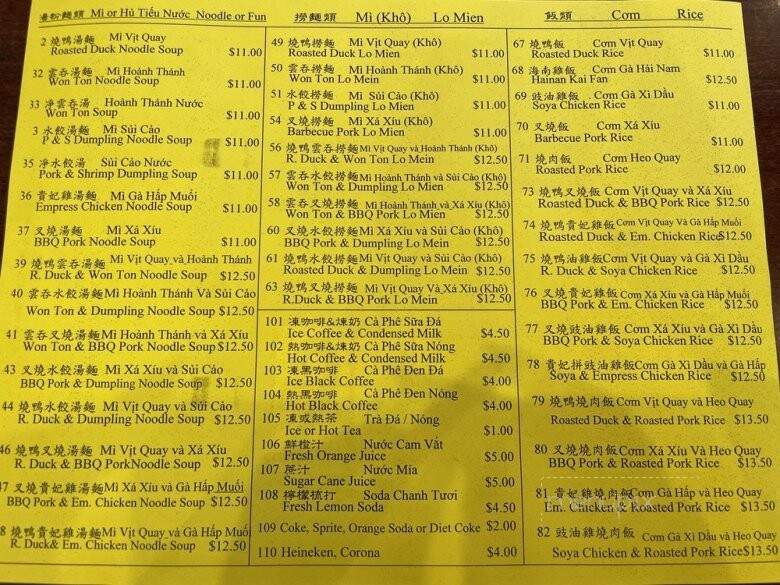 湯粉麵類 Mì or Hủ Tiếu Nước Noodle or Fun
2 燒鴨湯麵 Mì Vịt Quay
Roasted Duck Noodle Soup $11.00
32 雲吞湯麵 Mì Hoành Thánh
Won Ton Noodle Soup $11.00
33 净雲吞湯 Hoành Thánh Nước
Won Ton Soup $11.00
3 水餃湯麵 Mì Sủi Cảo
P & S Dumpling Noodle Soup $11.00
35 净水餃湯 Sủi Cảo Nước
Pork & Shrimp Dumpling Soup $11.00
36 貴妃雞湯麵 Mì Gà Hấp Muối
Empress Chicken Noodle Soup $11.00
37 叉燒湯麵 Mì Xá Xíu
BBQ Pork Noodle Soup $11.00
39 燒鴨雲吞湯麵 Mì Vịt Quay và Hoành Thánh
R. Duck & Won Ton Noodle Soup $12.50
40 雲吞水餃湯麵 Mì Hoành Thánh Và Sủi Cảo
Won Ton & Dumpling Noodle Soup $12.50
41 雲吞叉燒湯麵 Mì Hoành Thánh và Xá Xíu
Won Ton & BBQ Pork Noodle Soup $12.50
43 叉燒水餃湯麵 Mì Xá Xíu và Sủi Cảo
BBQ Pork & Dumpling Noodle Soup $12.50
44 燒鴨水餃湯麵 Mì Vịt Quay và Sủi Cảo
R. Duck & Dumpling Noodle Soup $12.50
46 燒鴨叉燒湯麵 Mì Vịt Quay và Xá Xíu
R. Duck & BBQ Pork Noodle Soup $12.50
47 叉燒貴妃雞湯麵 Mì Xá Xíu và Gà Hấp Muối
BBQ Pork & Em. Chicken Noodle Soup $12.50
8 燒鴨貴妃雞湯麵 Mì Vịt Quay và Gà Hấp Muối
R. Duck& Em. Chicken Noodle Soup $12.50
撈麵類 Mì (Khô) Lo Mien
49 燒鴨撈麵 Mì Vịt Quay (Khô)
Roasted Duck Lo Mien $11.00
50 雲吞撈麵 Mì Hoành Thánh (Khô)
Won Ton Lo Mein $11.00
51 水餃撈麵 Mì Sủi Cảo (Khô)
P & S Dumpling Lo Mien $11.00
54 叉燒撈麵 Mì Xá Xíu (Khô)
Barbecue Pork Lo Mien $11.00
56 燒鴨雲吞撈麵 Mì Vịt Quay và Hoành Thánh (Khô)
R. Duck & Won Ton Lo Mein $12.50
57 雲吞水餃撈麵 Mì Hoành Thánh và Sủi Cảo (Khô)
Won Ton & Dumpling Lo Mien $12.50
58 雲吞叉燒撈麵 Mì Hoành Thánh và Xá Xíu (Khô)
Won Ton & BBQ Pork Lo Mien $12.50
60 叉燒水餃撈麵 Mì Xá Xíu và Sủi Cảo (Khô)
BBQ Pork & Dumpling Lo Mein $12.50
61 燒鴨水餃撈麵 Mì Vịt Quay và Sủi Cảo (Khô)
Roasted Duck & Dumpling Lo Mein $12.50
63 燒鴨叉燒撈麵 Mì Vịt Quay Và Xá Xíu (Khô)
R.Duck & BBQ Pork Lo Mein $12.50
101 凍咖啡&煉奶 Cà Phê Sữa Đá
Ice Coffee & Condensed Milk $4.50
102 熱咖啡&煉奶 Cà Phê Sữa Nóng
Hot Coffee & Condensed Milk $4.50
103 凍黑咖啡 Cà Phê Đen Đá
Ice Black Coffee $4.00
104 熱黑咖啡 Cà Phê Đen Nóng
Hot Black Coffee $4.00
105 凍或熱茶 Trà Đá / Nóng
Ice or Hot Tea $1.00
106 鮮橙汁 Nước Cam Vắt
Fresh Orange Juice $5.00
107 蔗汁 Nước Mía
Sugar Cane Juice $5.00
108 檸檬梳打 Soda Chanh Tươi
Fresh Lemon Soda $4.50
109 Coke, Sprite, Orange Soda or Diet Coke $2.00
110 Heineken, Corona $4.00
飯類 Cơm Rice
67 燒鴨飯 Cơm Vịt Quay
Roasted Duck Rice $11.00
68 海南雞飯 Cơm Gà Hải Nam
Hainan Kai Fan $12.50
69 豉油雞飯 . Cơm Gà Xì Dầu
Soya Chicken Rice $11.00
70 叉燒飯 Cơm Xá Xíu
Barbecue Pork Rice $11.00
71 燒肉飯 Cơm Heo Quay
Roasted Pork Rice $12.00
73 燒鴨叉燒飯 Cơm Vịt Quay và Xá Xíu
Roasted Duck & BBQ Pork Rice $12.50
74 燒鴨貴妃雞飯 Cơm Vịt Quay Và Gà Hấp Muối
Roasted Duck & Em. Chicken Rice $12.50
75 燒鴨油雞飯 Cơm Vịt Quay và Gà Xì Dầu
R. Duck & Soya Chicken Rice $12.50
76 叉燒貴妃雞飯 Cơm Xá Xíu và Gà Hấp Muối
BBQ Pork & Em. Chicken Rice $12.50
77 叉燒豉油雞飯 Cơm Xá Xíu và Gà Xì Dầu
BBQ Pork & Soya Chicken Rice $12.50
78 貴妃拼豉油雞飯 Cơm Gà Xì Dầu và Gà Hấp
Soya & Empress Chicken Rice $12.50
79 燒鴨燒肉飯 Cơm Vịt Quay và Heo Quay
Roasted Duck & Roasted Pork Rice $13.50
80 叉燒燒肉飯 Cơm Xá Xíu Và Heo Quay
BBQ Pork & Roasted Pork Rice $13.50
81 貴妃雞燒肉飯 Cơm Gà Hấp và Heo Quay
Em. Chicken & Roasted Pork Rice $13.50
82 豉油雞燒肉飯 Cơm Gà Xì Dầu và Heo Quay
Soya Chicken & Roasted Pork Rice $13.50